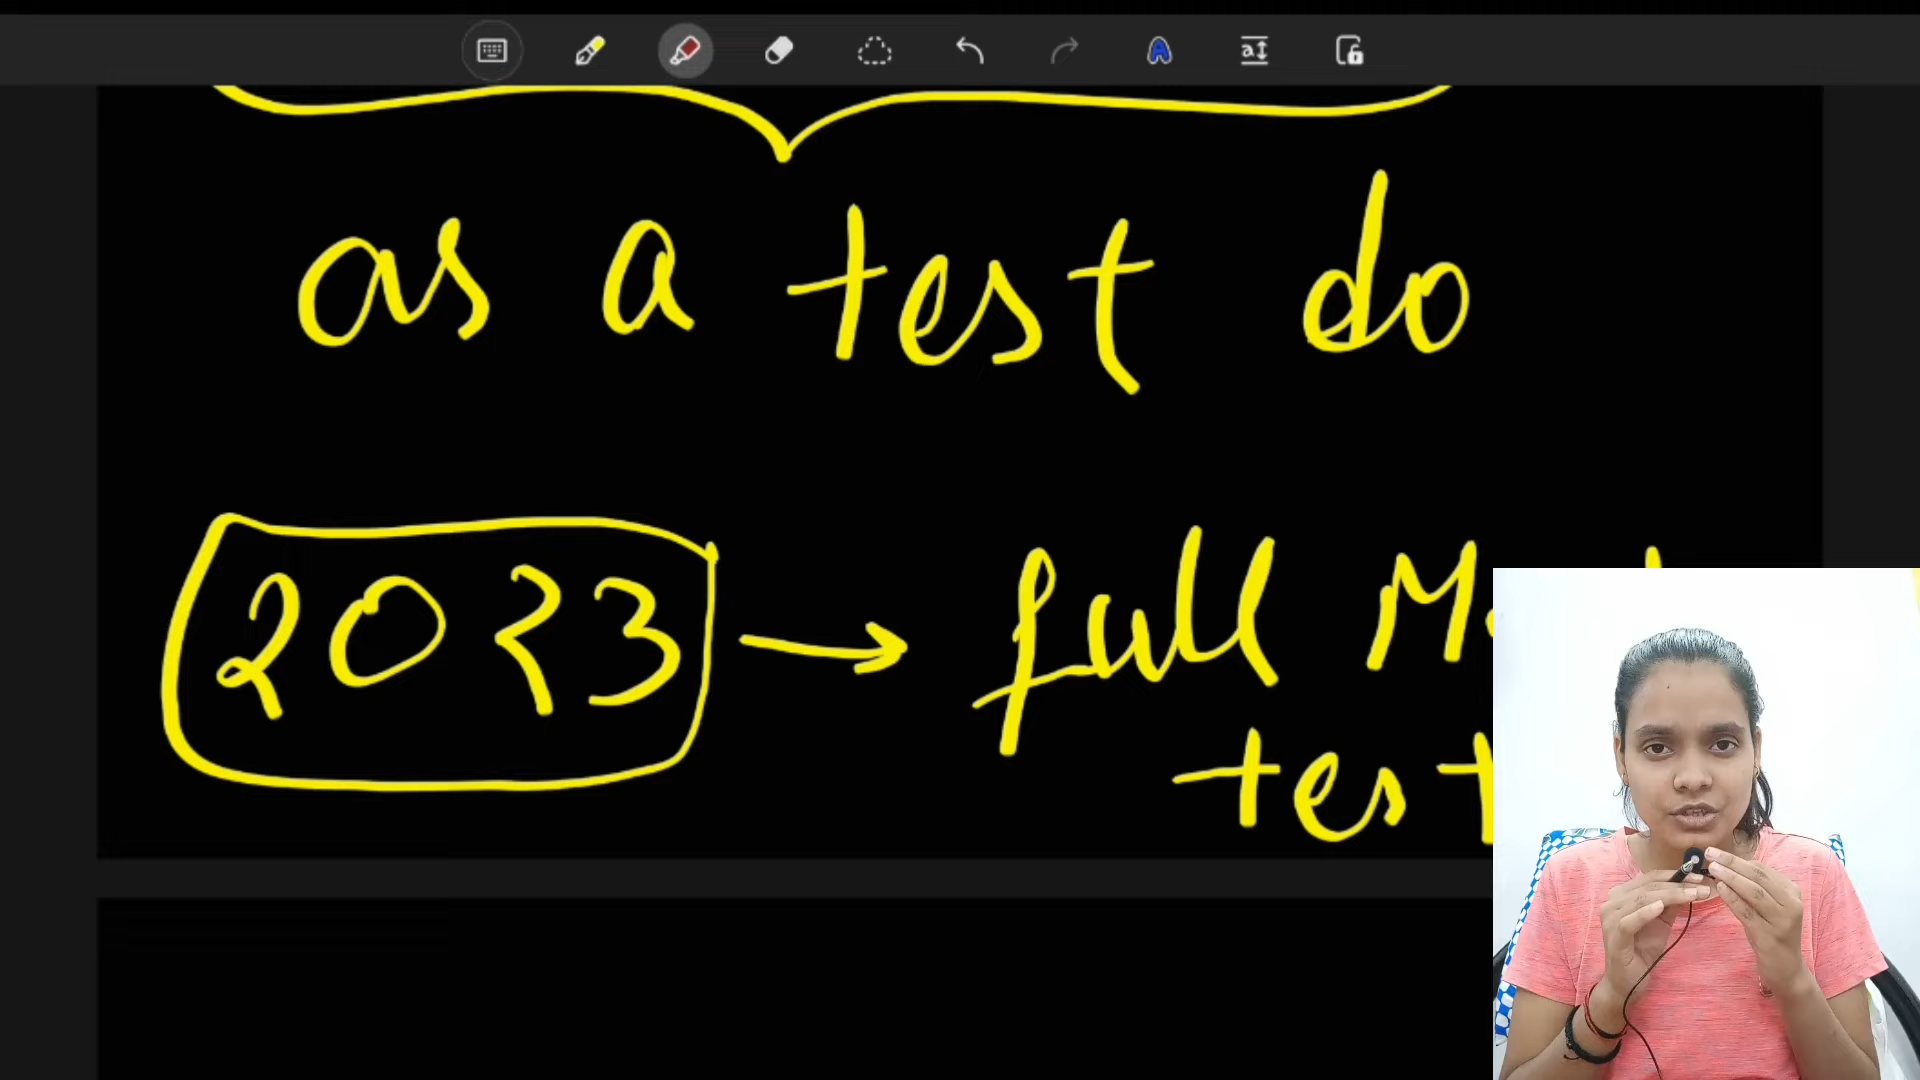 as a test do
2023 → full
test